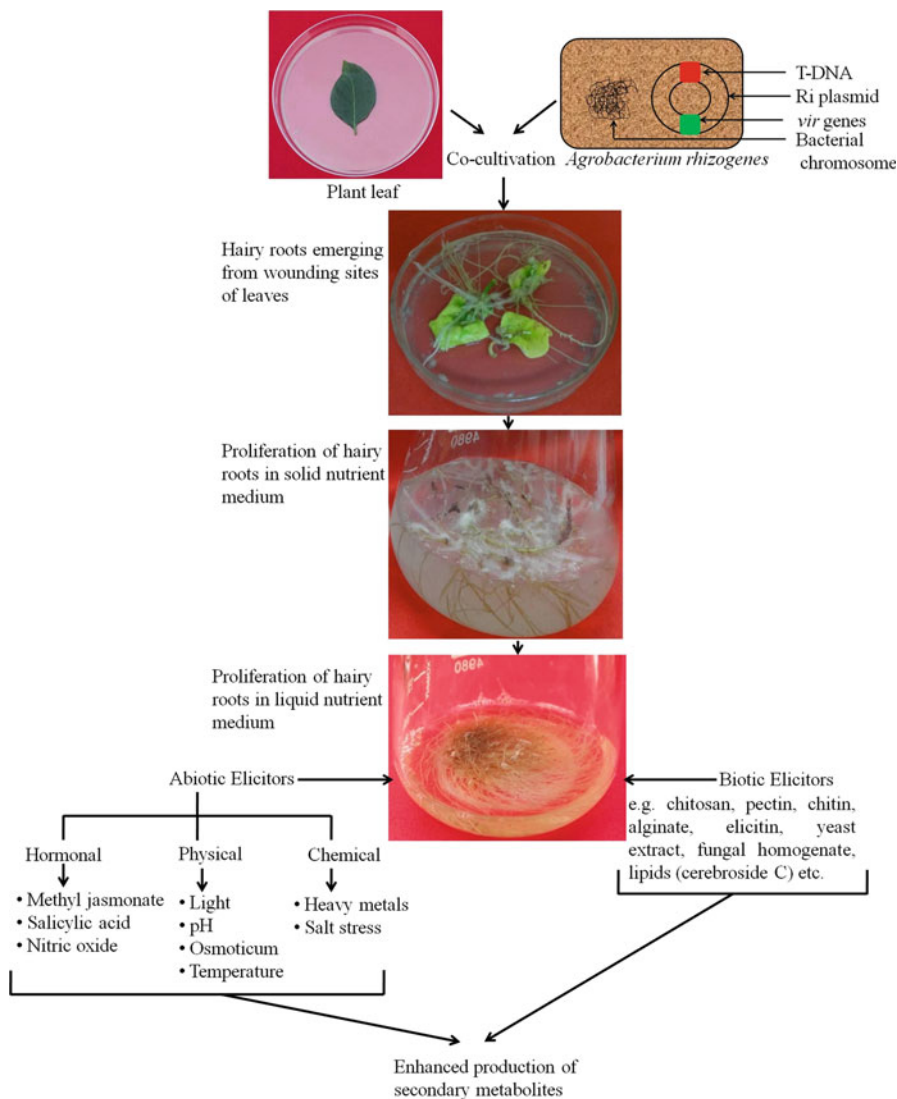 T-DNA
Ri plasmid
vir genes
Bacterial
chromosome
Plant leaf
Co-cultivation
Agrobacterium rhizogenes
Hairy roots emerging
from wounding sites
of leaves
Proliferation of hairy
roots in solid nutrient
medium
4980
Proliferation of hairy
roots in liquid nutrient
medium
4980
Abiotic Elicitors
Biotic Elicitors
e.g. chitosan, pectin, chitin,
alginate, elicitin, yeast
extract, fungal homogenate,
lipids (cerebroside C) etc.
Hormonal
• Methyl jasmonate
• Salicylic acid
• Nitric oxide
Physical
• Light
• pH
• Osmoticum
• Temperature
Chemical
• Heavy metals
• Salt stress
Enhanced production of
secondary metabolites